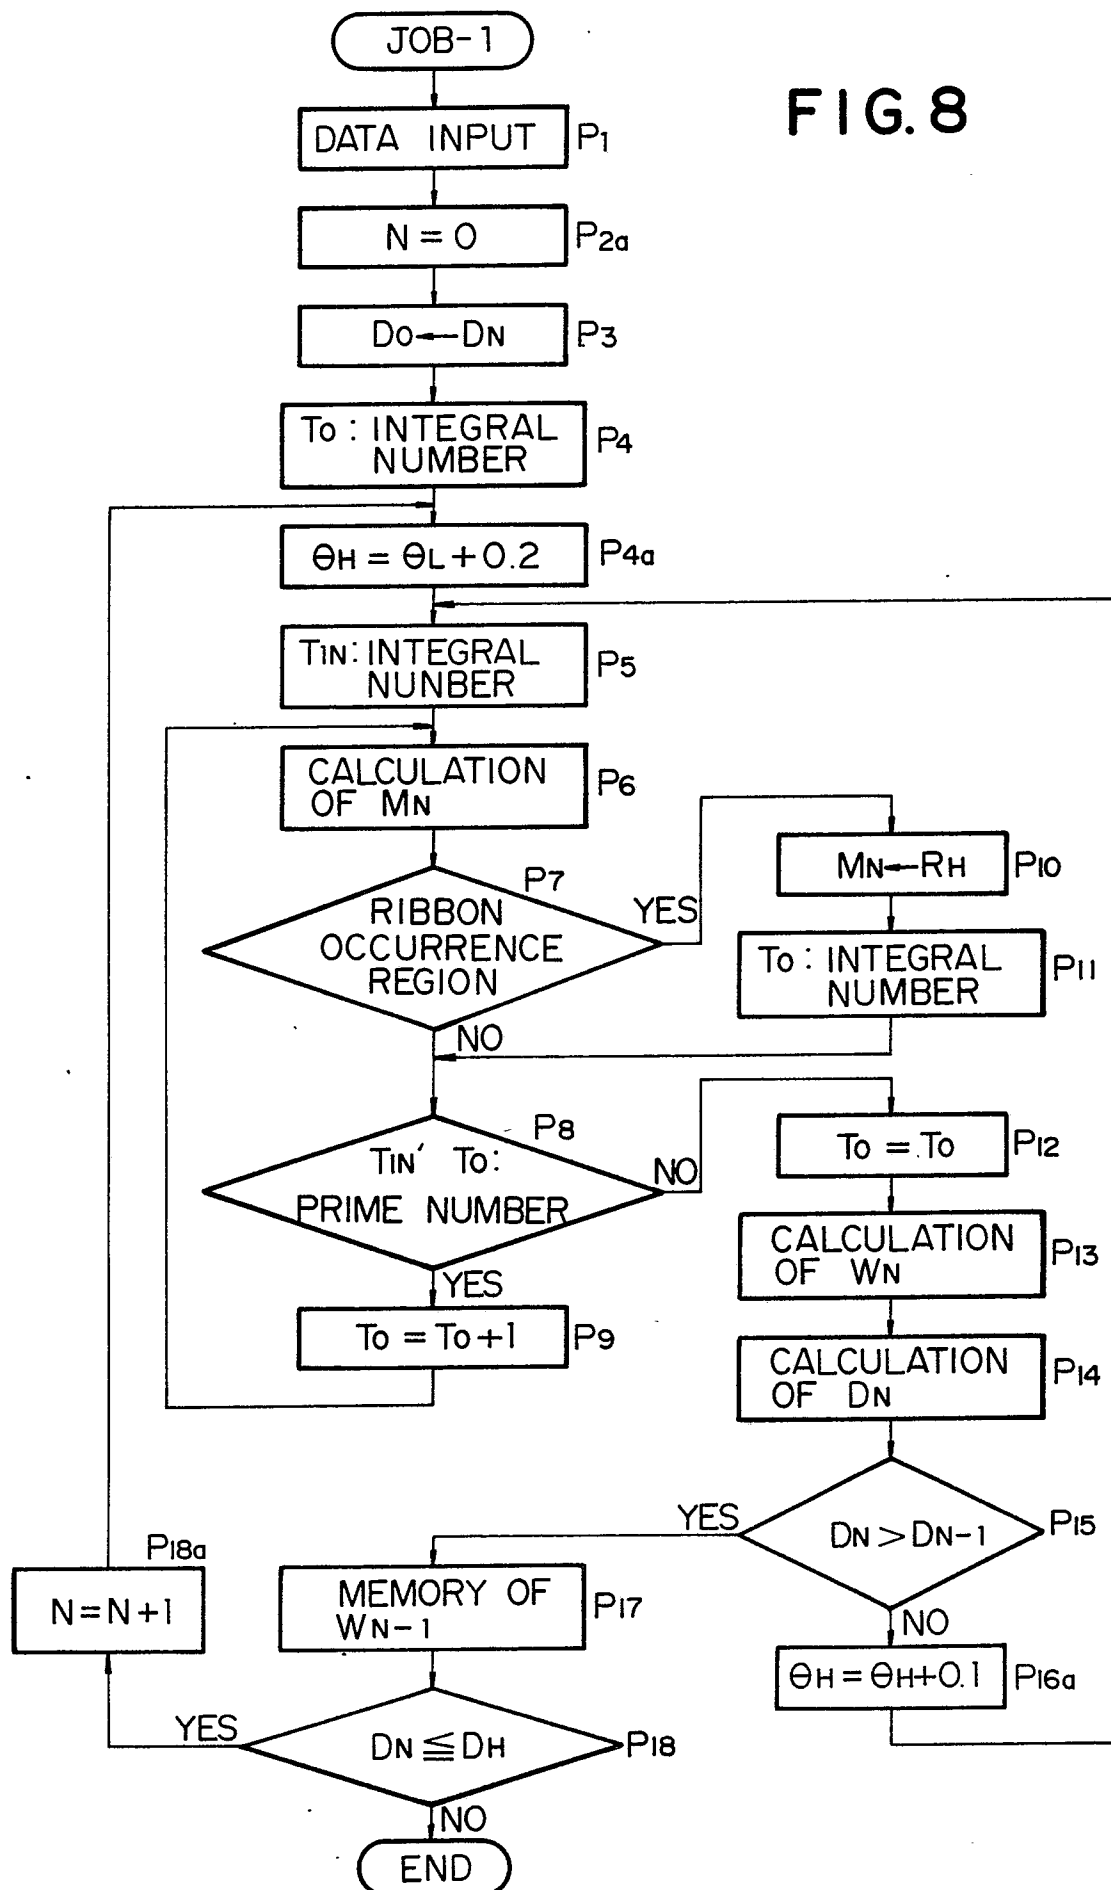 JOB-1
FIG. 8
DATA INPUT
P1
N = 0
P2a
Do←DN
P3
To : INTEGRAL
NUMBER
P4
ΘH = ΘL + 0.2
P4a
TIN: INTEGRAL
NUNBER
P5
CALCULATION
OF MN
P6
P7
RIBBON
OCCURRENCE
REGION
YES
NO
MN←RH
P10
To : INTEGRAL
NUMBER
P11
P8
TIN' To:
PRIME NUMBER
NO
YES
To = To
P12
To = To+1
P9
CALCULATION
OF WN
P13
CALCULATION
OF DN
P14
YES
DN > DN-1
P15
NO
P18a
N = N+1
MEMORY OF
WN-1
P17
ΘH = ΘH+0.1
P16a
YES
DN ≦ DH
P18
NO
END